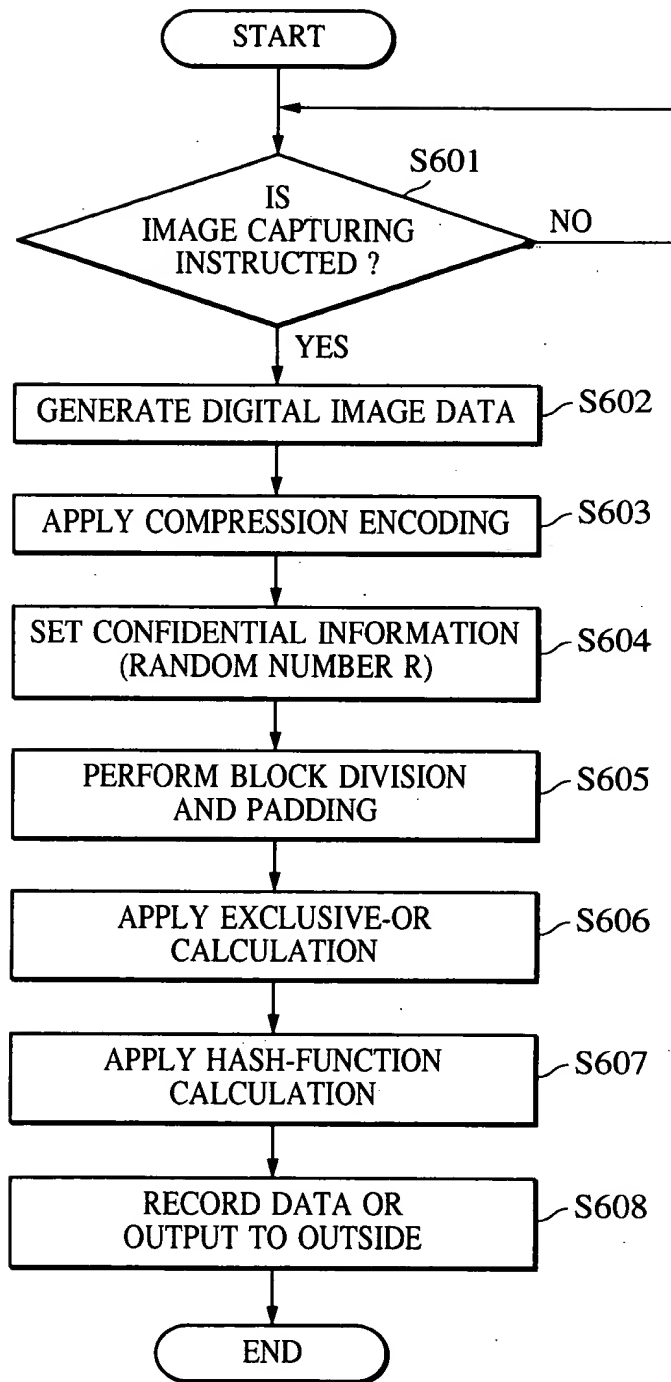 START
S601
IS
IMAGE CAPTURING
INSTRUCTED ?
NO
YES
GENERATE DIGITAL IMAGE DATA
S602
APPLY COMPRESSION ENCODING
S603
SET CONFIDENTIAL INFORMATION
(RANDOM NUMBER R)
S604
PERFORM BLOCK DIVISION
AND PADDING
S605
APPLY EXCLUSIVE-OR
CALCULATION
S606
APPLY HASH-FUNCTION
CALCULATION
S607
RECORD DATA OR
OUTPUT TO OUTSIDE
S608
END